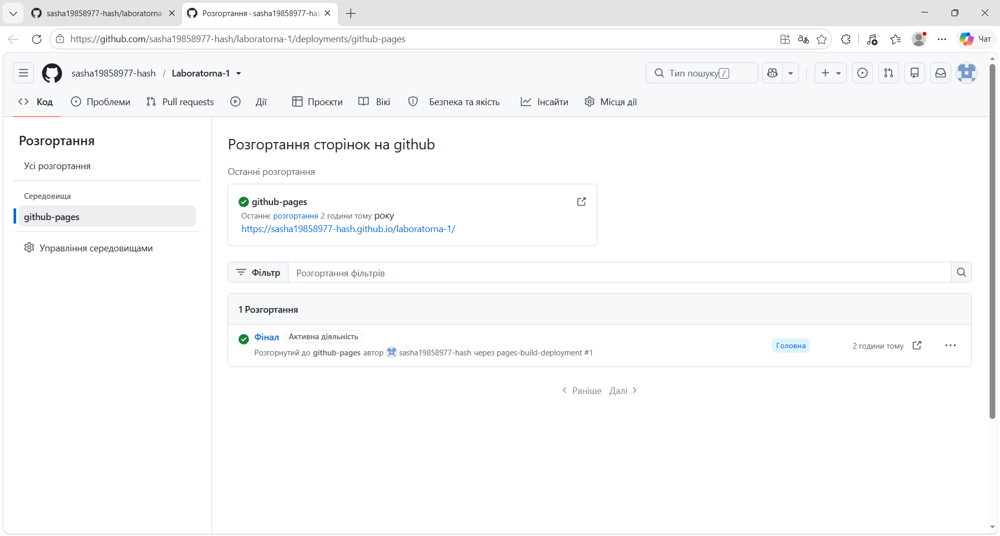 sasha19858977-hash/laboratorna-
Розгортання · sasha19858977-has
https://github.com/sasha19858977-hash/laboratorna-1/deployments/github-pages
Чат
sasha19858977-hash / Laboratorna-1
Тип пошуку /
Код
Проблеми
Pull requests
Дії
Проєкти
Вікі
Безпека та якість
Інсайти
Місця дії
Розгортання
Усі розгортання
Середовища
github-pages
Управління середовищами
Розгортання сторінок на github
Останні розгортання
github-pages
Останнє розгортання 2 години тому року
https://sasha19858977-hash.github.io/laboratorna-1/
Фільтр
Розгортання фільтрів
1 Розгортання
Фінал Активна діяльність
Розгорнутий до github-pages автор sasha19858977-hash через pages-build-deployment #1
Головна
2 години тому
Раніше Далі